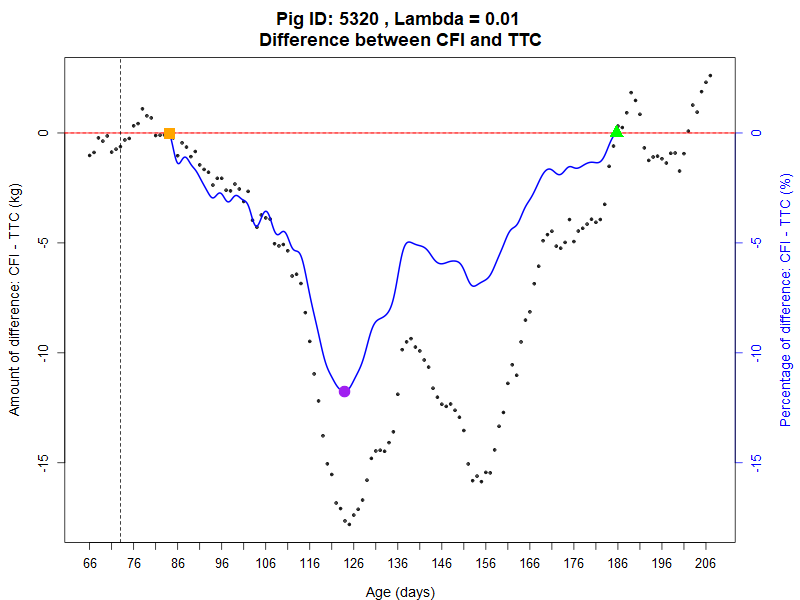 Pig ID: 5320 , Lambda = 0.01
Difference between CFI and TTC
Amount of difference: CFI - TTC (kg)
0
-5
-10
-15
0
-5
-10
-15
Percentage of difference: CFI - TTC (%)
66 76 86 96 106 116 126 136 146 156 166 176 186 196 206
Age (days)